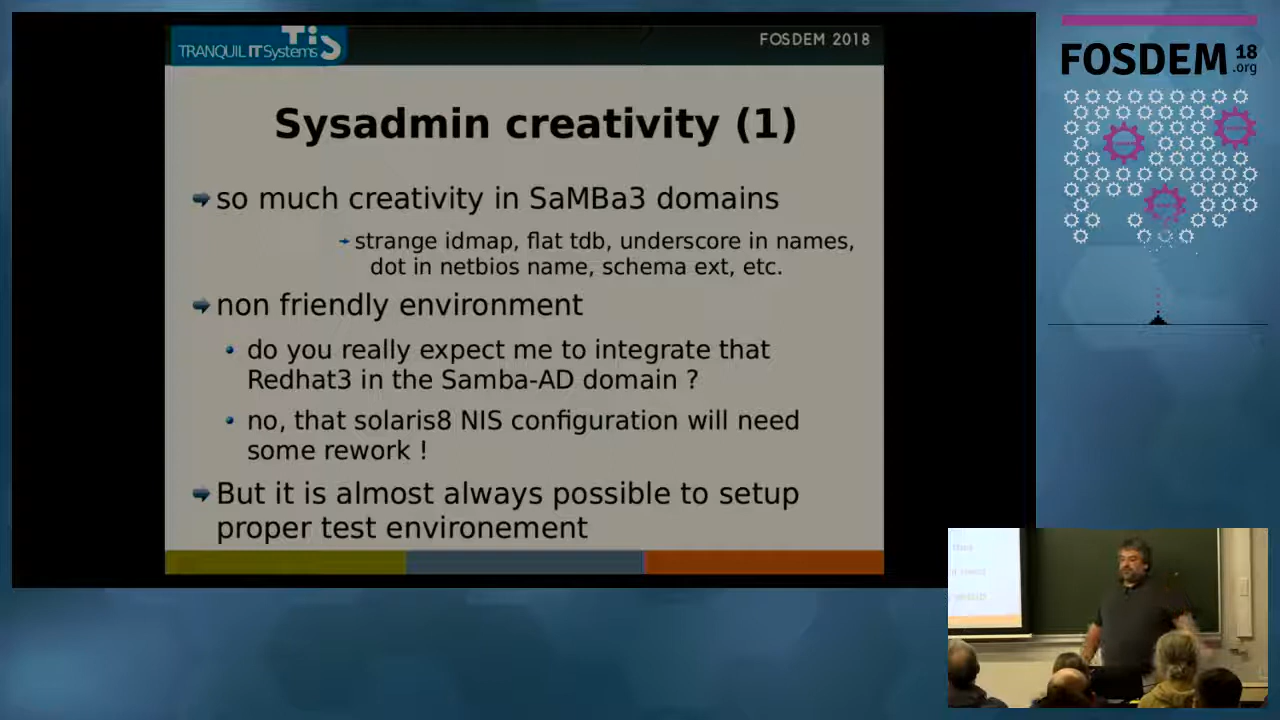 TRANQUIL IT Systems
TIS
FOSDEM 2018
Sysadmin creativity (1)
so much creativity in SaMBa3 domains
strange idmap, flat tdb, underscore in names,
dot in netbios name, schema ext, etc.
non friendly environment
do you really expect me to integrate that
Redhat3 in the Samba-AD domain ?
no, that solaris8 NIS configuration will need
some rework !
But it is almost always possible to setup
proper test environement
FOSDEM 18
.org